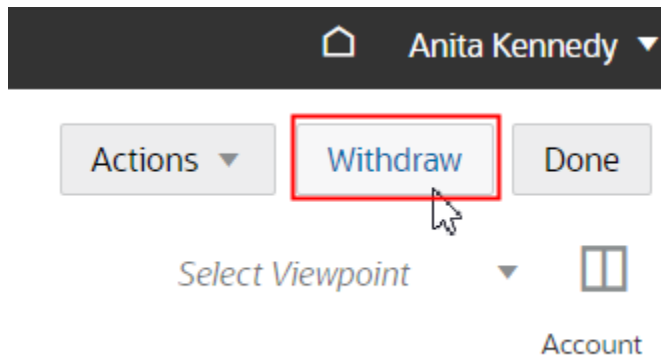 Anita Kennedy
Actions Withdraw Done
Select Viewpoint
Account